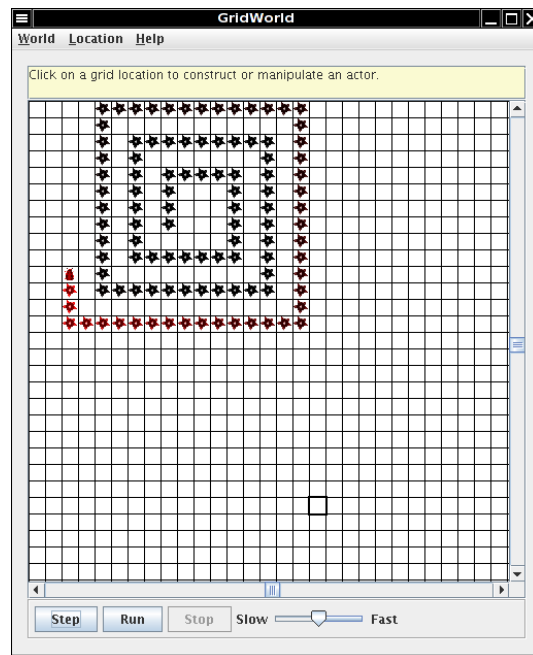 GridWorld
World Location Help
Click on a grid location to construct or manipulate an actor.
Step Run Stop Slow Fast